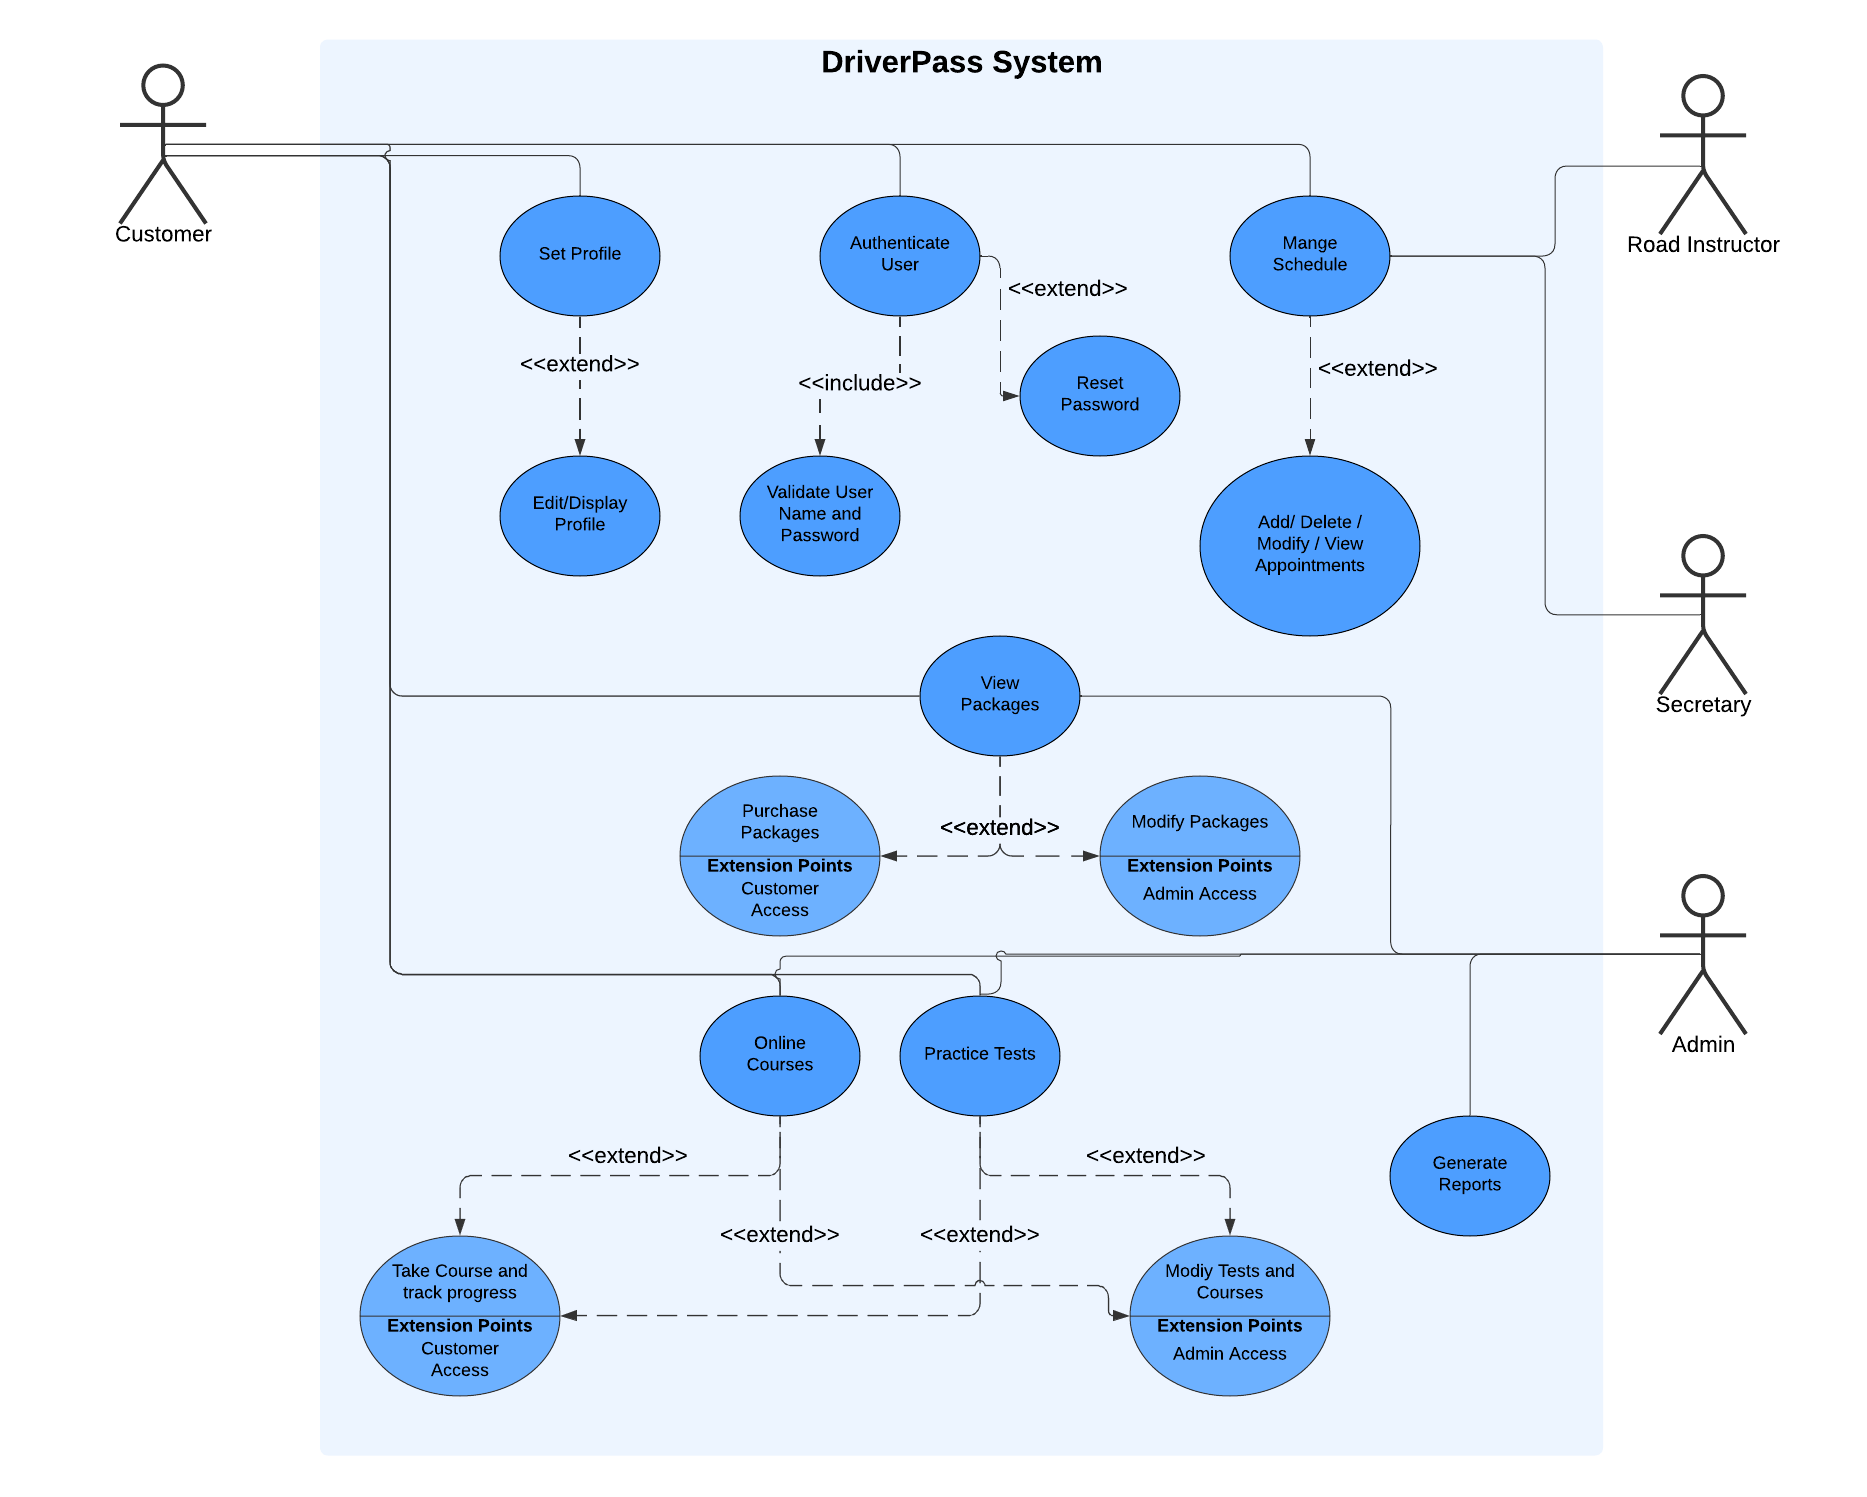 DriverPass System
Customer
Road Instructor
Set Profile
Authenticate
User
Mange
Schedule
<<extend>>
<<extend>>
<<extend>>
<<include>>
Reset
Password
Edit/Display
Profile
Validate User
Name and
Password
Add/ Delete /
Modify / View
Appointments
Secretary
View
Packages
Purchase
Packages
Extension Points
Customer
Access
<<extend>>
Modify Packages
Extension Points
Admin Access
Admin
Online
Courses
Practice Tests
<<extend>>
<<extend>>
Generate
Reports
<<extend>>
<<extend>>
Take Course and
track progress
Extension Points
Customer
Access
Modiy Tests and
Courses
Extension Points
Admin Access